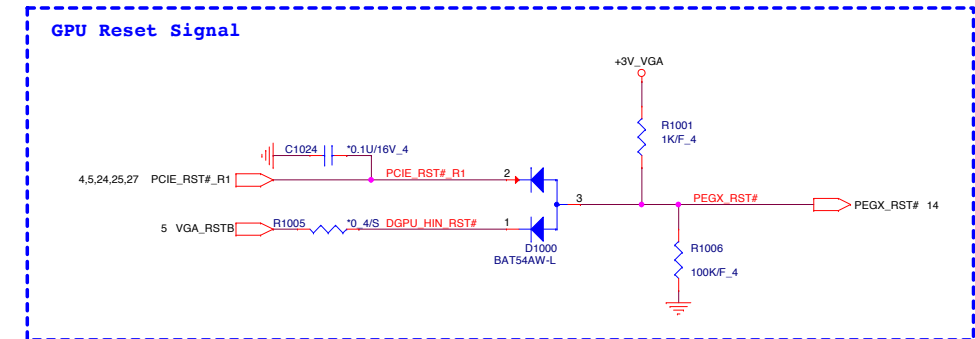 GPU Reset Signal
+3V_VGA
R1001
1K/F_4
C1024 *0.1U/16V_4
4,5,24,25,27 PCIE_RST#_R1 PCIE_RST#_R1 2
3 PEGX_RST# PEGX_RST# 14
5 VGA_RSTB R1005 *0_4/S DGPU_HIN_RST# 1
D1000
BAT54AW-L
R1006
100K/F_4